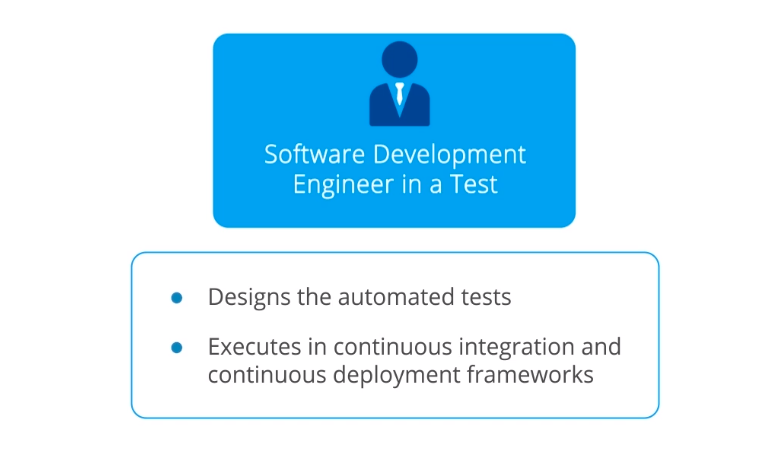 Software Development
Engineer in a Test
Designs the automated tests
Executes in continuous integration and
continuous deployment frameworks